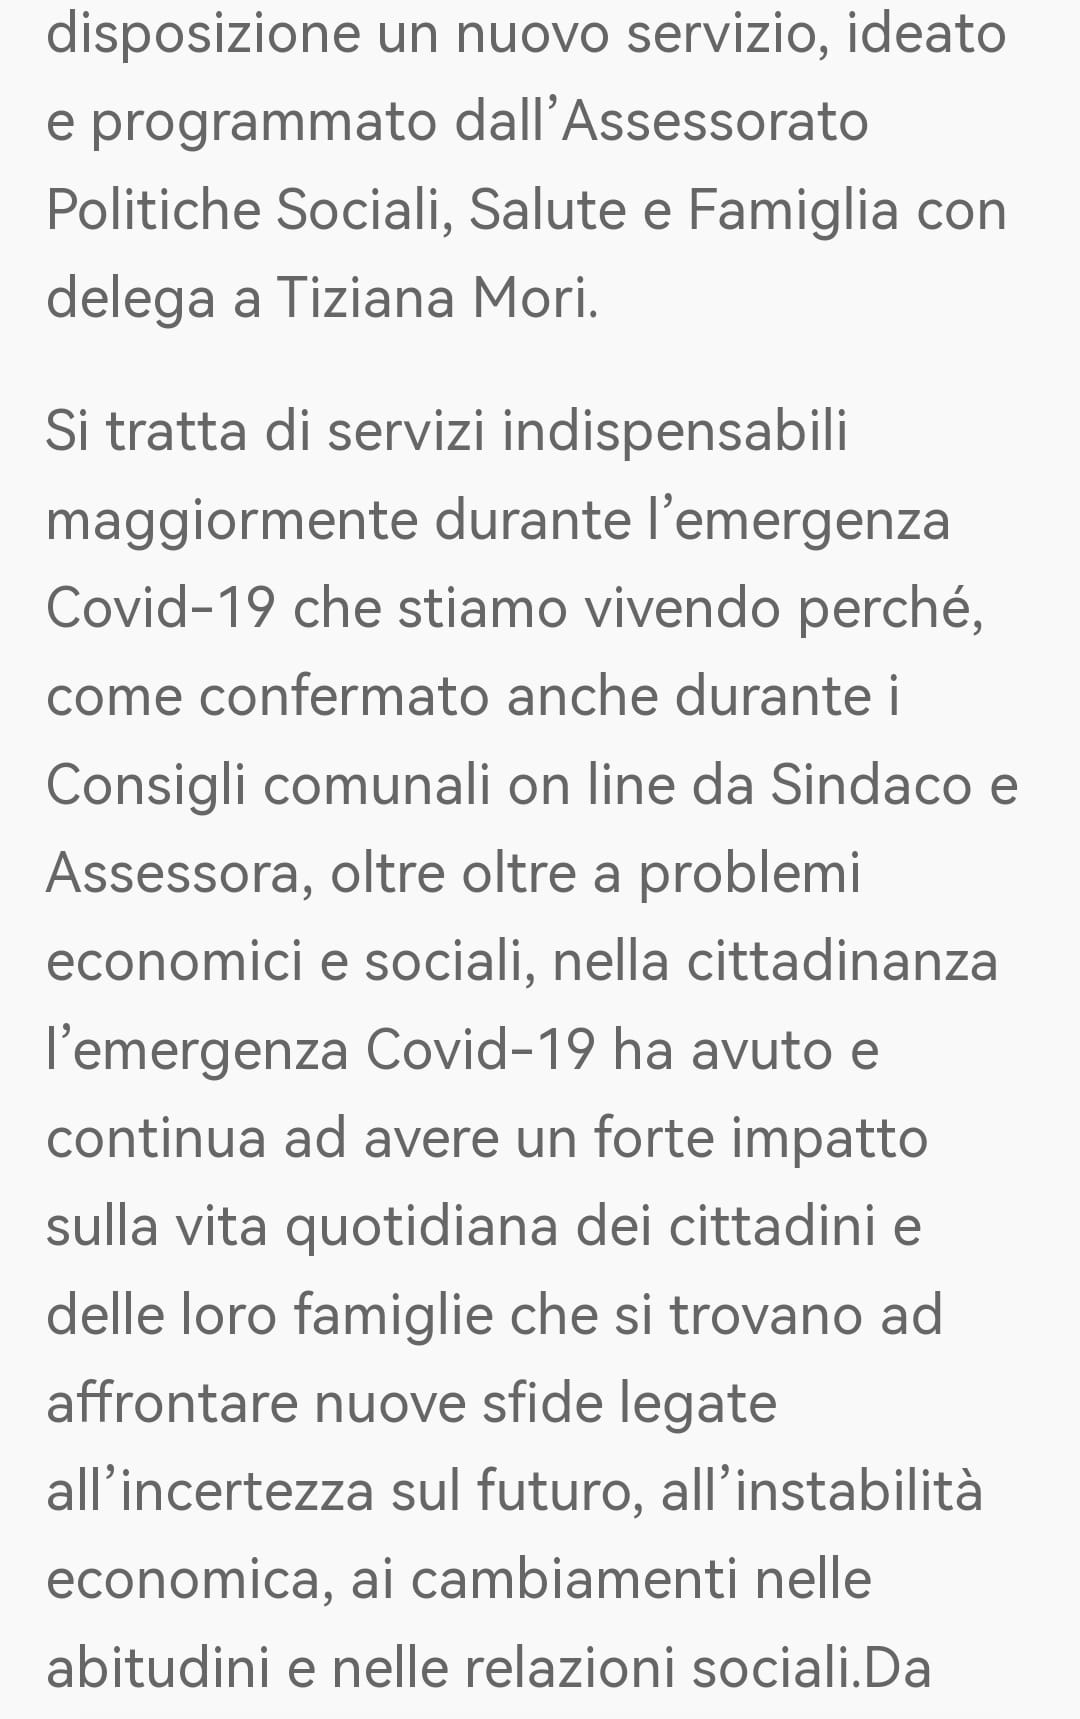 disposizione un nuovo servizio, ideato
e programmato dall’Assessorato
Politiche Sociali, Salute e Famiglia con
delega a Tiziana Mori.
Si tratta di servizi indispensabili
maggiormente durante l’emergenza
Covid-19 che stiamo vivendo perché,
come confermato anche durante i
Consigli comunali on line da Sindaco e
Assessora, oltre oltre a problemi
economici e sociali, nella cittadinanza
l’emergenza Covid-19 ha avuto e
continua ad avere un forte impatto
sulla vita quotidiana dei cittadini e
delle loro famiglie che si trovano ad
affrontare nuove sfide legate
all’incertezza sul futuro, all’instabilità
economica, ai cambiamenti nelle
abitudini e nelle relazioni sociali.Da